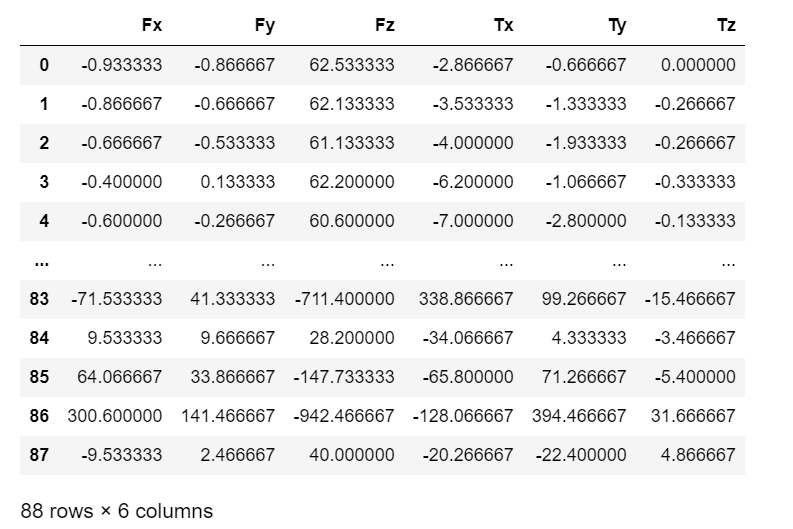 Fx Fy Fz Tx Ty Tz
0 -0.933333 -0.866667 62.533333 -2.866667 -0.666667 0.000000
1 -0.866667 -0.666667 62.133333 -3.533333 -1.333333 -0.266667
2 -0.666667 -0.533333 61.133333 -4.000000 -1.933333 -0.266667
3 -0.400000 0.133333 62.200000 -6.200000 -1.066667 -0.333333
4 -0.600000 -0.266667 60.600000 -7.000000 -2.800000 -0.133333
... ... ... ... ... ... ...
83 -71.533333 41.333333 -711.400000 338.866667 99.266667 -15.466667
84 9.533333 9.666667 28.200000 -34.066667 4.333333 -3.466667
85 64.066667 33.866667 -147.733333 -65.800000 71.266667 -5.400000
86 300.600000 141.466667 -942.466667 -128.066667 394.466667 31.666667
87 -9.533333 2.466667 40.000000 -20.266667 -22.400000 4.866667
88 rows × 6 columns